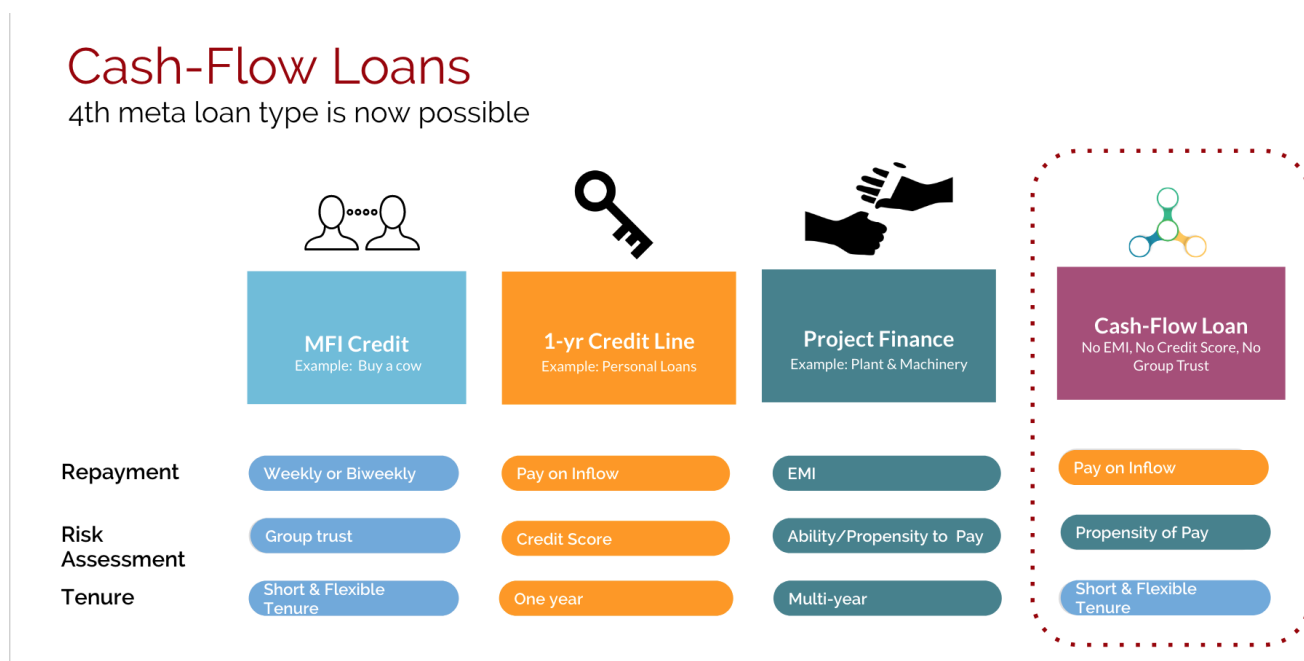 Cash-Flow Loans
4th meta loan type is now possible
MFI Credit
Example: Buy a cow
1-yr Credit Line
Example: Personal Loans
Project Finance
Example: Plant & Machinery
Cash-Flow Loan
No EMI, No Credit Score, No
Group Trust
Repayment
Weekly or Biweekly
Pay on Inflow
EMI
Pay on Inflow
Risk
Assessment
Group trust
Credit Score
Ability/Propensity to Pay
Propensity of Pay
Tenure
Short & Flexible
Tenure
One year
Multi-year
Short & Flexible
Tenure